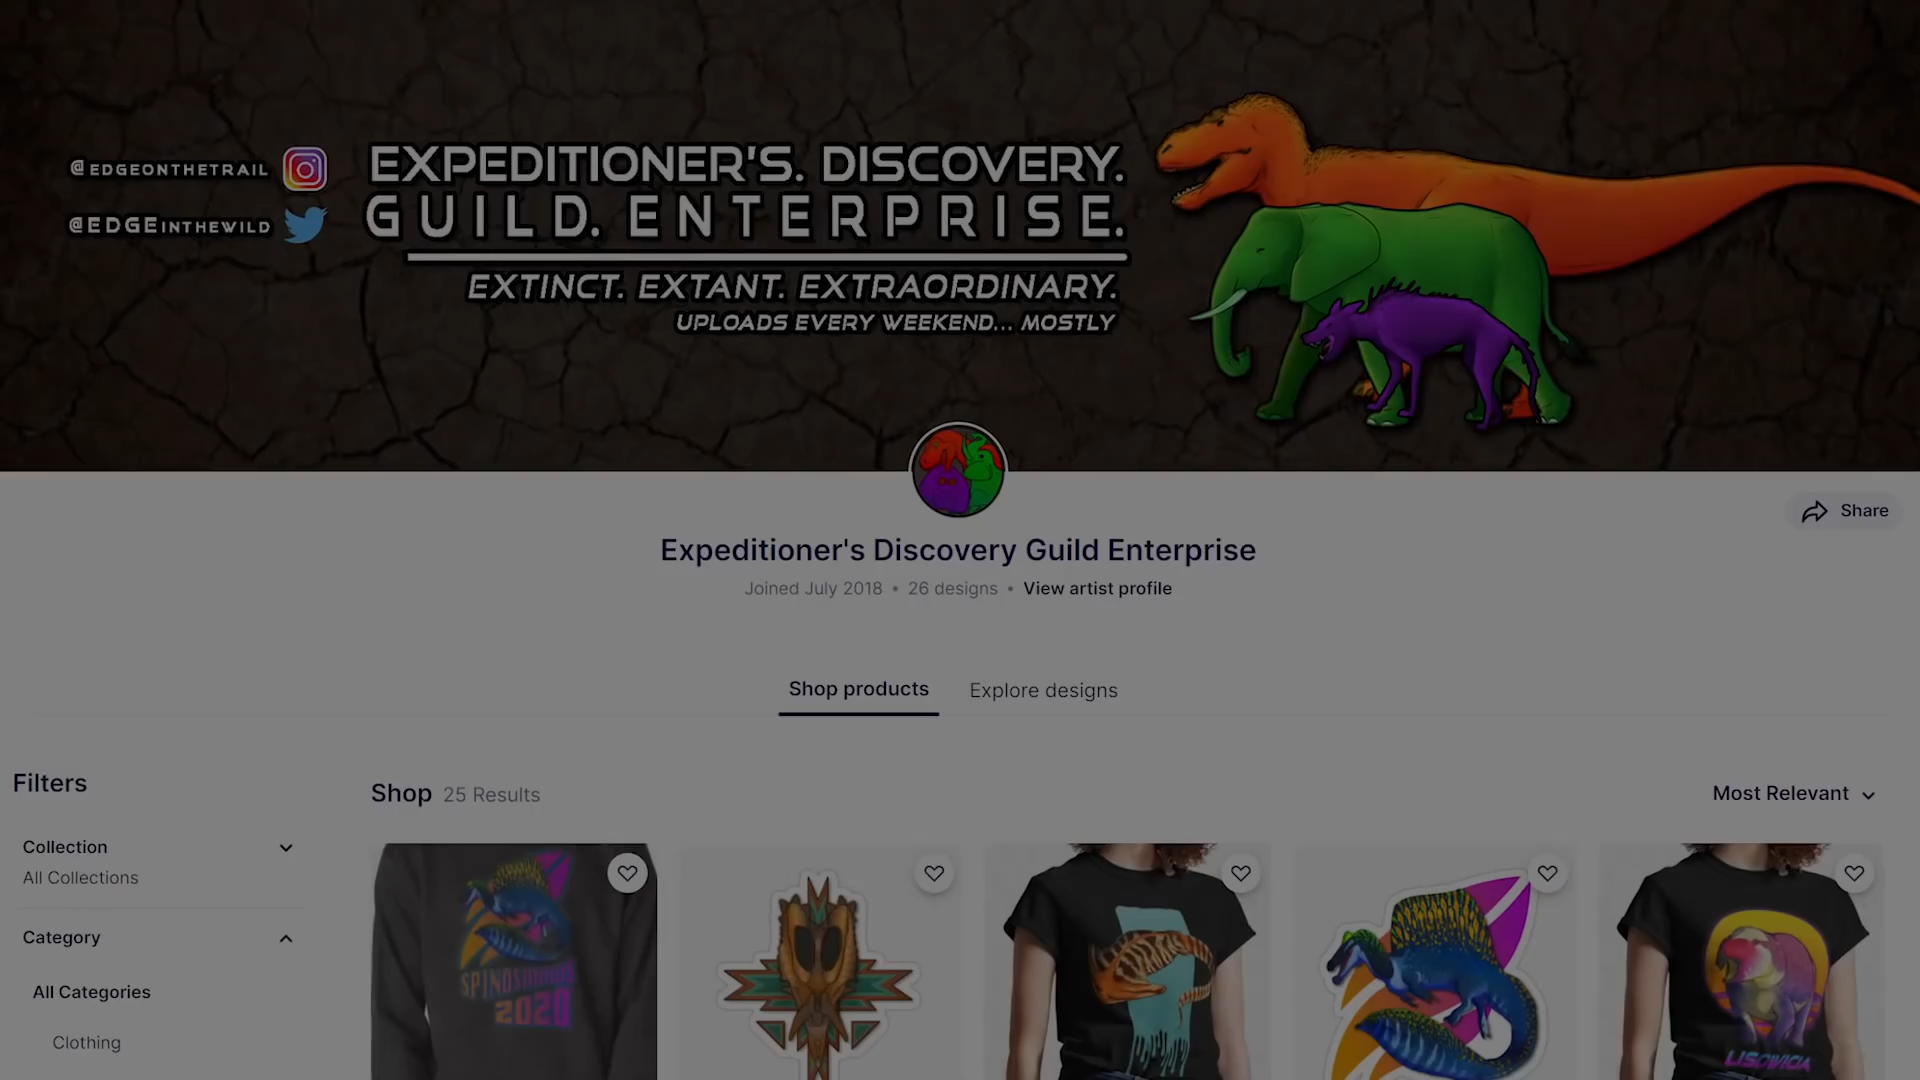 @EDGEONTHETRAIL
@EDGEINTHEWILD
EXPEDITIONER'S. DISCOVERY.
GUILD. ENTERPRISE.
EXTINCT. EXTANT. EXTRAORDINARY.
UPLOADS EVERY WEEKEND... MOSTLY
Share
Expeditioner's Discovery Guild Enterprise
Joined July 2018 • 26 designs • View artist profile
Shop products
Explore designs
Filters
Shop 25 Results
Most Relevant
Collection
All Collections
Category
All Categories
Clothing
2020